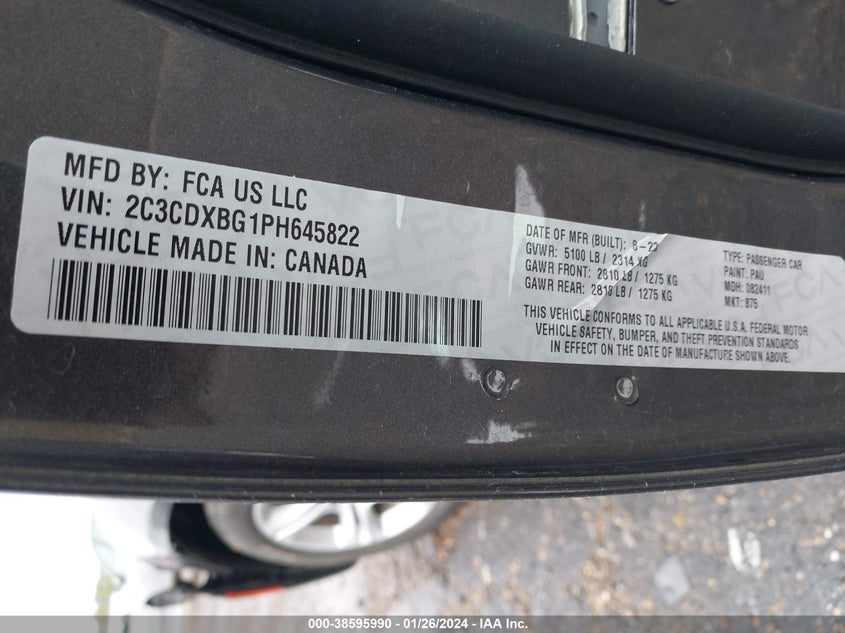 MFD BY: FCA US LLC
VIN: 2C3CDXBG1PH645822
VEHICLE MADE IN: CANADA
DATE OF MFR (BUILT): 8-23
GVWR: 5100 LB / 2314 KG
GAWR FRONT: 2810 LB / 1275 KG
GAWR REAR: 2810 LB / 1275 KG
TYPE: PASSENGER CAR
PAINT: PAU
MDH: 082411
MKT: 875
THIS VEHICLE CONFORMS TO ALL APPLICABLE U.S.A. FEDERAL MOTOR
VEHICLE SAFETY, BUMPER, AND THEFT PREVENTION STANDARDS
IN EFFECT ON THE DATE OF MANUFACTURE SHOWN ABOVE.
000-38595990 - 01/26/2024 - IAA Inc.